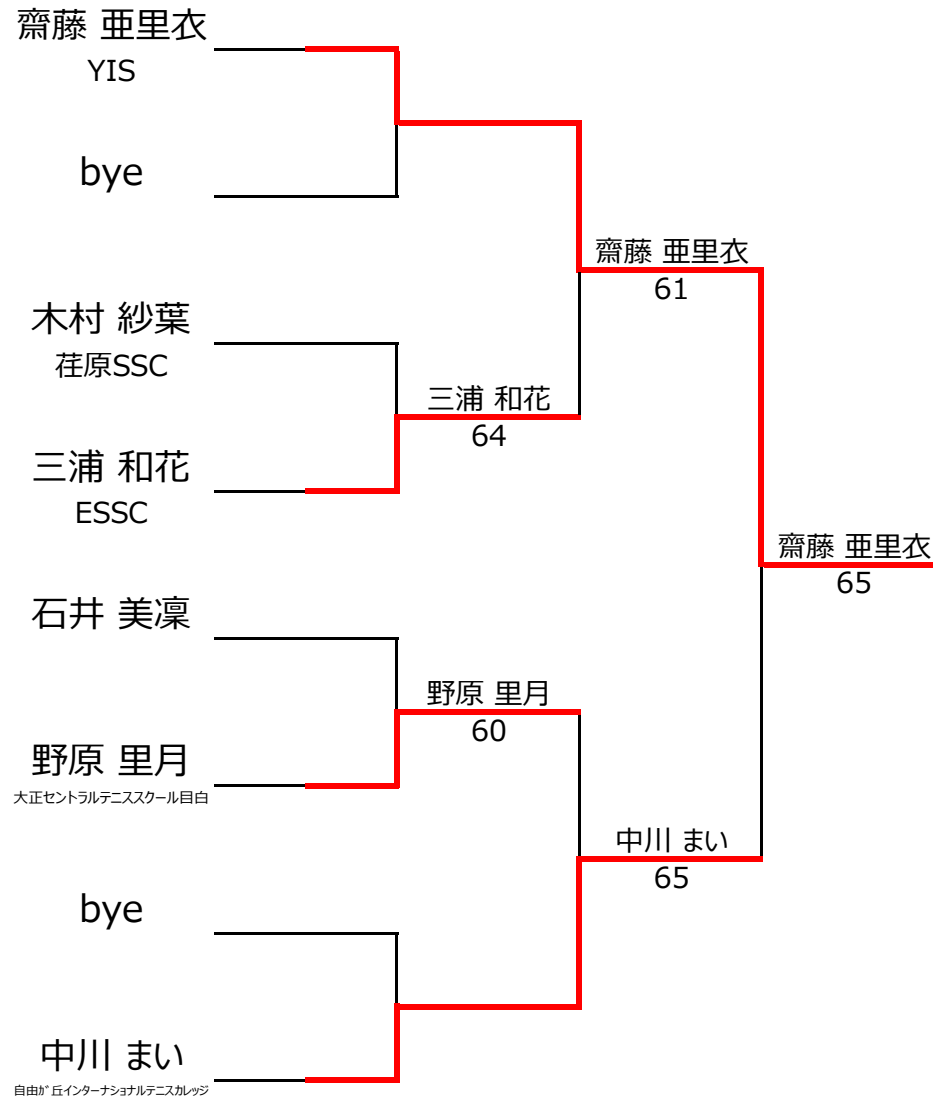 齋藤 亜里衣
YIS
bye
木村 紗葉
荏原SSC
三浦 和花
ESSC
石井 美凜
野原 里月
大正セントラルテニススクール目白
bye
中川 まい
自由が丘インターナショナルテニスカレッジ
三浦 和花
64
野原 里月
60
齋藤 亜里衣
61
中川 まい
65
齋藤 亜里衣
65